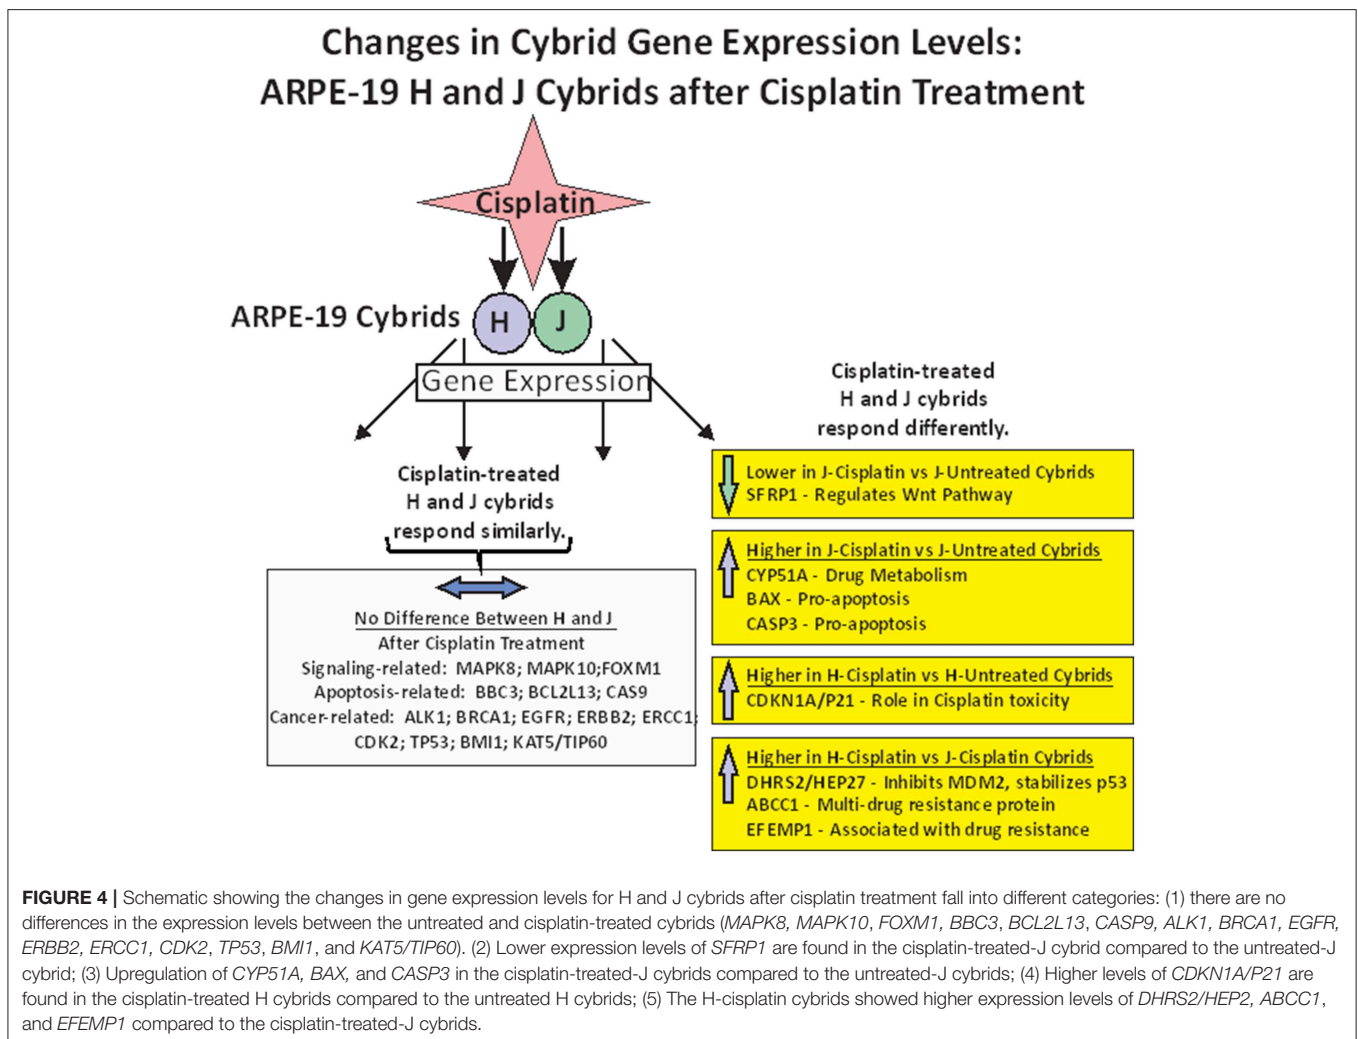 Changes in Cybrid Gene Expression Levels:
ARPE-19 H and J Cybrids after Cisplatin Treatment
Cisplatin
ARPE-19 Cybrids
H
J
Gene Expression
Cisplatin-treated
H and J cybrids
respond similarly.
No Difference Between H and J
After Cisplatin Treatment
Signaling-related: MAPK8; MAPK10;FOXM1
Apoptosis-related: BBC3; BCL2L13; CAS9
Cancer-related: ALK1; BRCA1; EGFR; ERBB2; ERCC1;
CDK2; TP53; BMI1; KAT5/TIP60
Cisplatin-treated
H and J cybrids
respond differently.
Lower in J-Cisplatin vs J-Untreated Cybrids
SFRP1 - Regulates Wnt Pathway
Higher in J-Cisplatin vs J-Untreated Cybrids
CYP51A - Drug Metabolism
BAX - Pro-apoptosis
CASP3 - Pro-apoptosis
Higher in H-Cisplatin vs H-Untreated Cybrids
CDKN1A/P21 - Role in Cisplatin toxicity
Higher in H-Cisplatin vs J-Cisplatin Cybrids
DHRS2/HEP27 - Inhibits MDM2, stabilizes p53
ABCC1 - Multi-drug resistance protein
EFEMP1 - Associated with drug resistance
FIGURE 4 | Schematic showing the changes in gene expression levels for H and J cybrids after cisplatin treatment fall into different categories: (1) there are no
differences in the expression levels between the untreated and cisplatin-treated cybrids (MAPK8, MAPK10, FOXM1, BBC3, BCL2L13, CASP9, ALK1, BRCA1, EGFR,
ERBB2, ERCC1, CDK2, TP53, BMI1, and KAT5/TIP60). (2) Lower expression levels of SFRP1 are found in the cisplatin-treated-J cybrid compared to the untreated-J
cybrid; (3) Upregulation of CYP51A, BAX, and CASP3 in the cisplatin-treated-J cybrids compared to the untreated-J cybrids; (4) Higher levels of CDKN1A/P21 are
found in the cisplatin-treated H cybrids compared to the untreated H cybrids; (5) The H-cisplatin cybrids showed higher expression levels of DHRS2/HEP2, ABCC1,
and EFEMP1 compared to the cisplatin-treated-J cybrids.